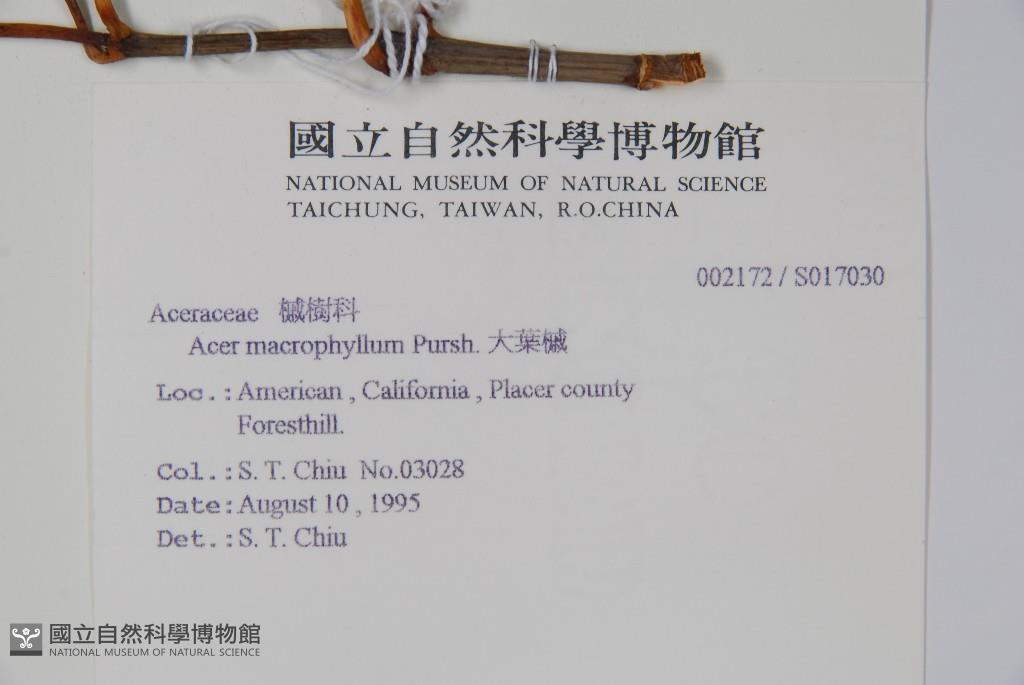 國立自然科學博物館
NATIONAL MUSEUM OF NATURAL SCIENCE
TAICHUNG, TAIWAN, R.O.CHINA
002172 / S017030
Aceraceae 槭樹科
Acer macrophyllum Pursh. 大葉槭
Loc.: American , California , Placer county
Foresthill.
Col.: S. T. Chiu No.03028
Date: August 10 , 1995
Det.: S. T. Chiu
國立自然科學博物館
NATIONAL MUSEUM OF NATURAL SCIENCE